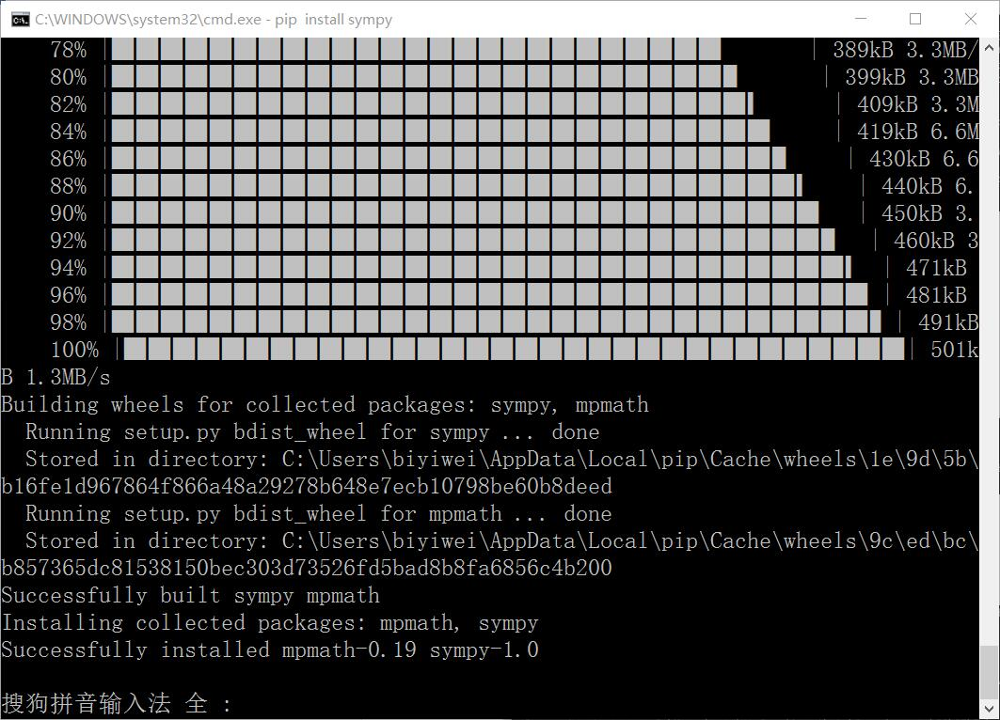 C:\WINDOWS\system32\cmd.exe - pip  install sympy
78% | 389kB 3.3MB/
80% | 399kB 3.3MB
82% | 409kB 3.3M
84% | 419kB 6.6M
86% | 430kB 6.6
88% | 440kB 6.
90% | 450kB 3.
92% | 460kB 3
94% | 471kB
96% | 481kB
98% | 491kB
100% | 501k
B 1.3MB/s
Building wheels for collected packages: sympy, mpmath
  Running setup.py bdist_wheel for sympy ... done
  Stored in directory: C:\Users\biyiwei\AppData\Local\pip\Cache\wheels\1e\9d\5b\
b16fe1d967864f866a48a29278b648e7ecb10798be60b8deed
  Running setup.py bdist_wheel for mpmath ... done
  Stored in directory: C:\Users\biyiwei\AppData\Local\pip\Cache\wheels\9c\ed\bc\
b857365dc81538150bec303d73526fd5bad8b8fa6856c4b200
Successfully built sympy mpmath
Installing collected packages: mpmath, sympy
Successfully installed mpmath-0.19 sympy-1.0
搜狗拼音输入法 全 :